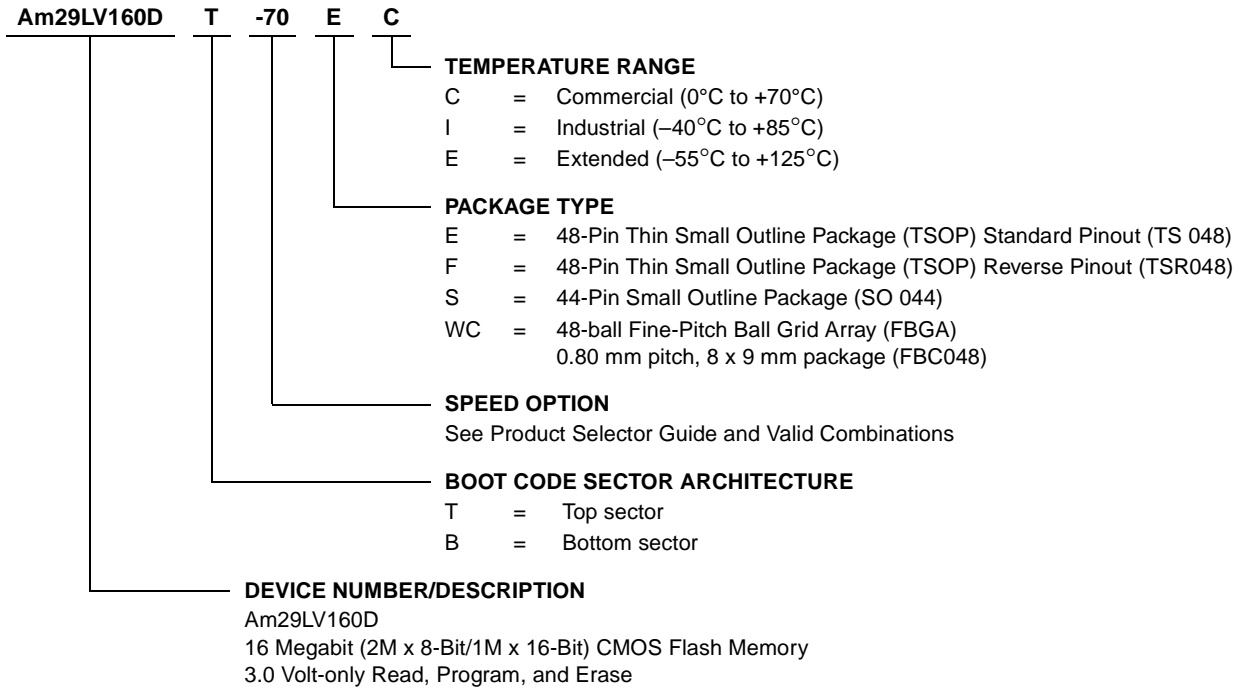 Am29LV160D T -70 E C
TEMPERATURE RANGE
C = Commercial (0°C to +70°C)
I = Industrial (–40°C to +85°C)
E = Extended (–55°C to +125°C)
PACKAGE TYPE
E = 48-Pin Thin Small Outline Package (TSOP) Standard Pinout (TS 048)
F = 48-Pin Thin Small Outline Package (TSOP) Reverse Pinout (TSR048)
S = 44-Pin Small Outline Package (SO 044)
WC = 48-ball Fine-Pitch Ball Grid Array (FBGA)
0.80 mm pitch, 8 x 9 mm package (FBC048)
SPEED OPTION
See Product Selector Guide and Valid Combinations
BOOT CODE SECTOR ARCHITECTURE
T = Top sector
B = Bottom sector
DEVICE NUMBER/DESCRIPTION
Am29LV160D
16 Megabit (2M x 8-Bit/1M x 16-Bit) CMOS Flash Memory
3.0 Volt-only Read, Program, and Erase